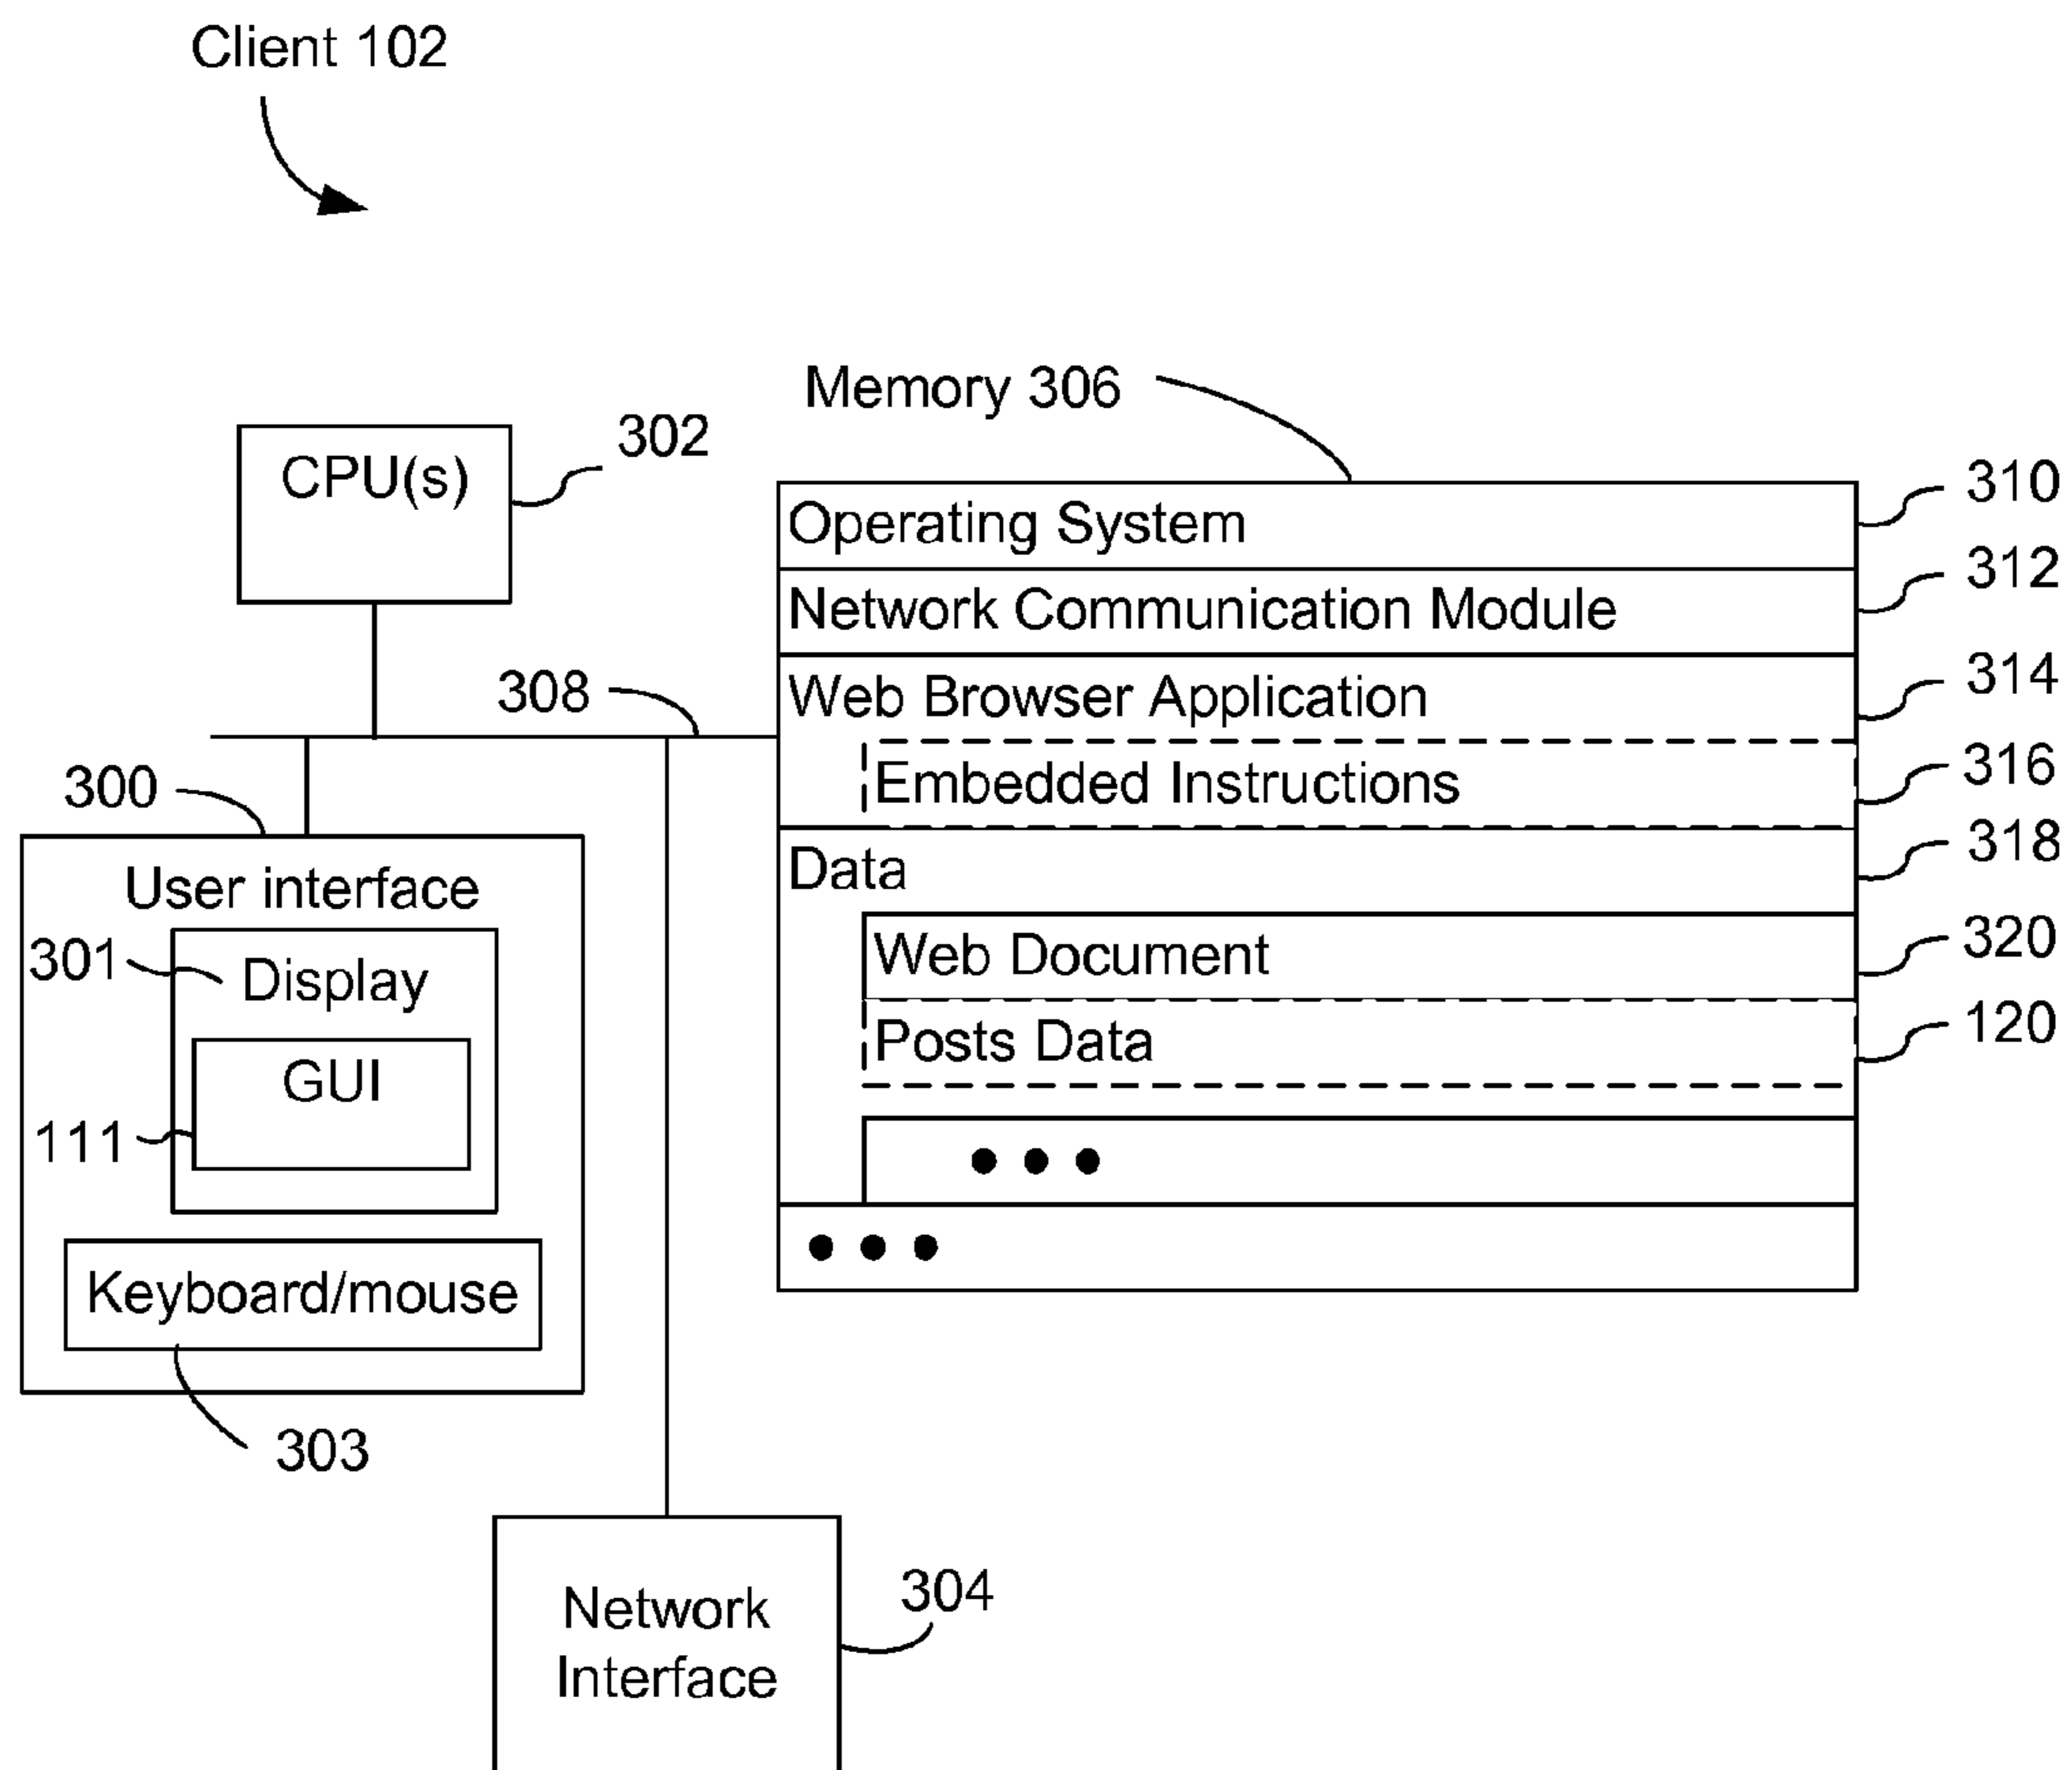 Client 102
Memory 306
CPU(s)
302
Operating System
310
Network Communication Module
312
Web Browser Application
314
Embedded Instructions
316
Data
318
Web Document
320
Posts Data
120
308
300
User interface
301
Display
GUI
111
Keyboard/mouse
303
Network
Interface
304